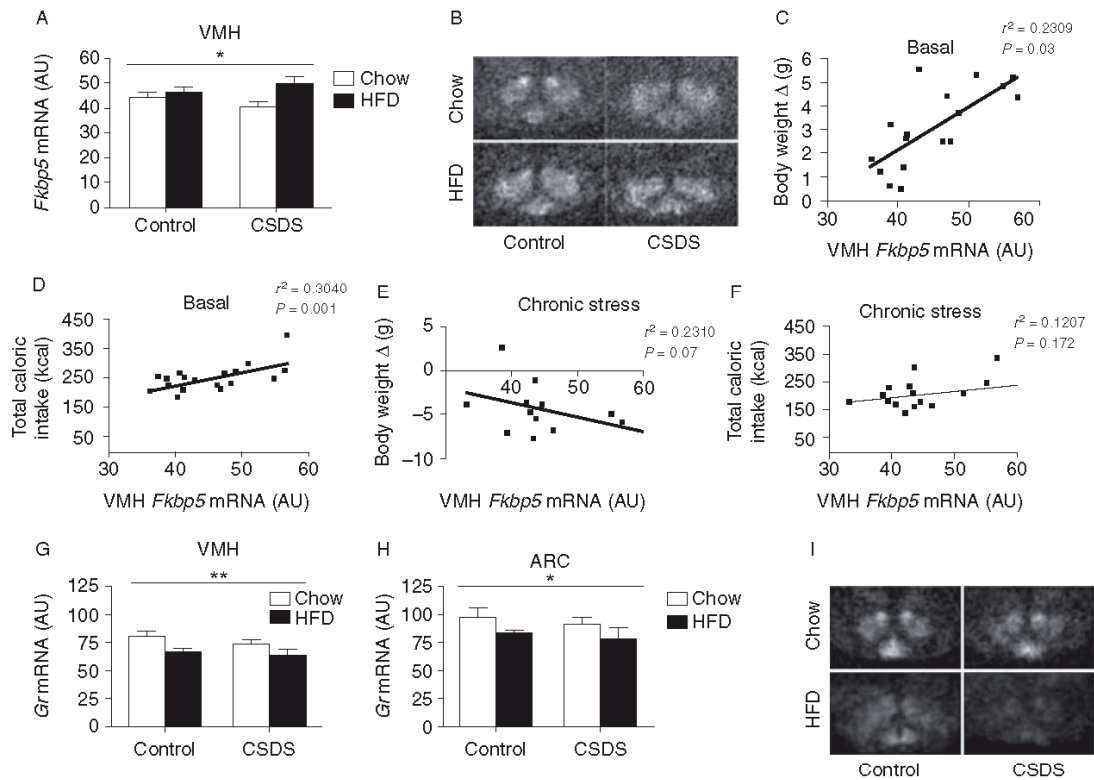 A
VMH
*
Fkbp5 mRNA (AU)
60
50
40
30
20
10
0
Chow
HFD
Control
CSDS
B
Chow
HFD
Control
CSDS
C
Basal
r² = 0.2309
P = 0.03
Body weight Δ (g)
6
5
4
3
2
1
0
30
40
50
60
VMH Fkbp5 mRNA (AU)
D
Basal
r² = 0.3040
P = 0.001
Total caloric
intake (kcal)
450
350
250
150
50
30
40
50
60
VMH Fkbp5 mRNA (AU)
E
Chronic stress
r² = 0.2310
P = 0.07
Body weight Δ (g)
5
0
−5
−10
40
50
60
VMH Fkbp5 mRNA (AU)
F
Chronic stress
r² = 0.1207
P = 0.172
Total caloric
intake (kcal)
450
350
250
150
50
30
40
50
60
VMH Fkbp5 mRNA (AU)
G
VMH
**
Gr mRNA (AU)
125
100
75
50
25
0
Chow
HFD
Control
CSDS
H
ARC
*
Gr mRNA (AU)
125
100
75
50
25
0
Chow
HFD
Control
CSDS
I
Chow
HFD
Control
CSDS